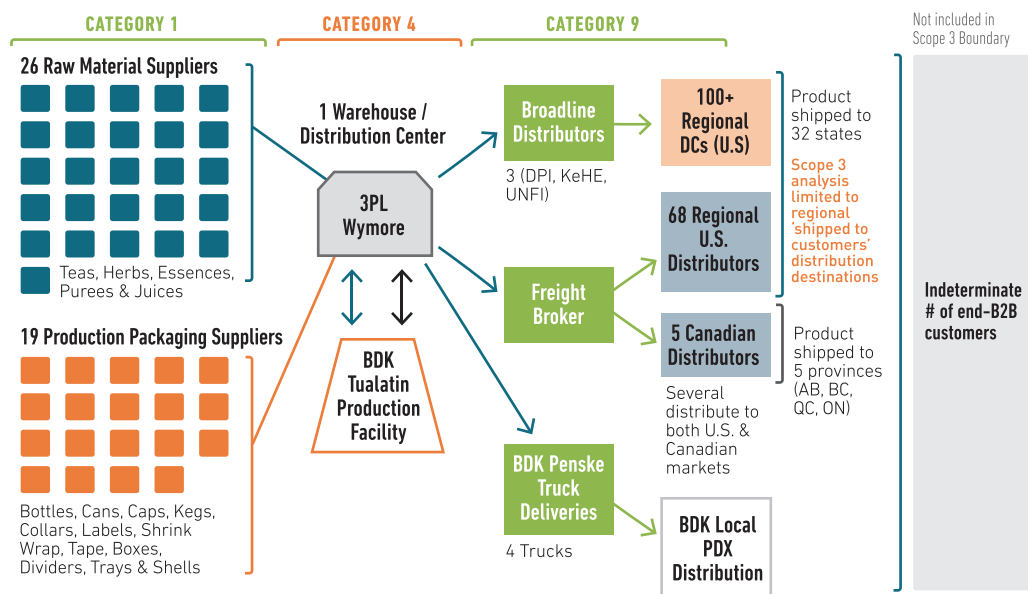 CATEGORY 1
CATEGORY 4
CATEGORY 9
Not included in
Scope 3 Boundary
26 Raw Material Suppliers
Teas, Herbs, Essences,
Purees & Juices
19 Production Packaging Suppliers
Bottles, Cans, Caps, Kegs,
Collars, Labels, Shrink
Wrap, Tape, Boxes,
Dividers, Trays & Shells
1 Warehouse /
Distribution Center
3PL
Wymore
BDK
Tualatin
Production
Facility
Broadline
Distributors
3 (DPI, KeHE,
UNFI)
Freight
Broker
BDK Penske
Truck
Deliveries
4 Trucks
100+
Regional
DCs (U.S)
68 Regional
U.S.
Distributors
5 Canadian
Distributors
Several
distribute to
both U.S. &
Canadian
markets
BDK Local
PDX
Distribution
Product
shipped to
32 states
Scope 3
analysis
limited to
regional
‘shipped to
customers’
distribution
destinations
Product
shipped to
5 provinces
(AB, BC,
QC, ON)
Indeterminate
# of end-B2B
customers